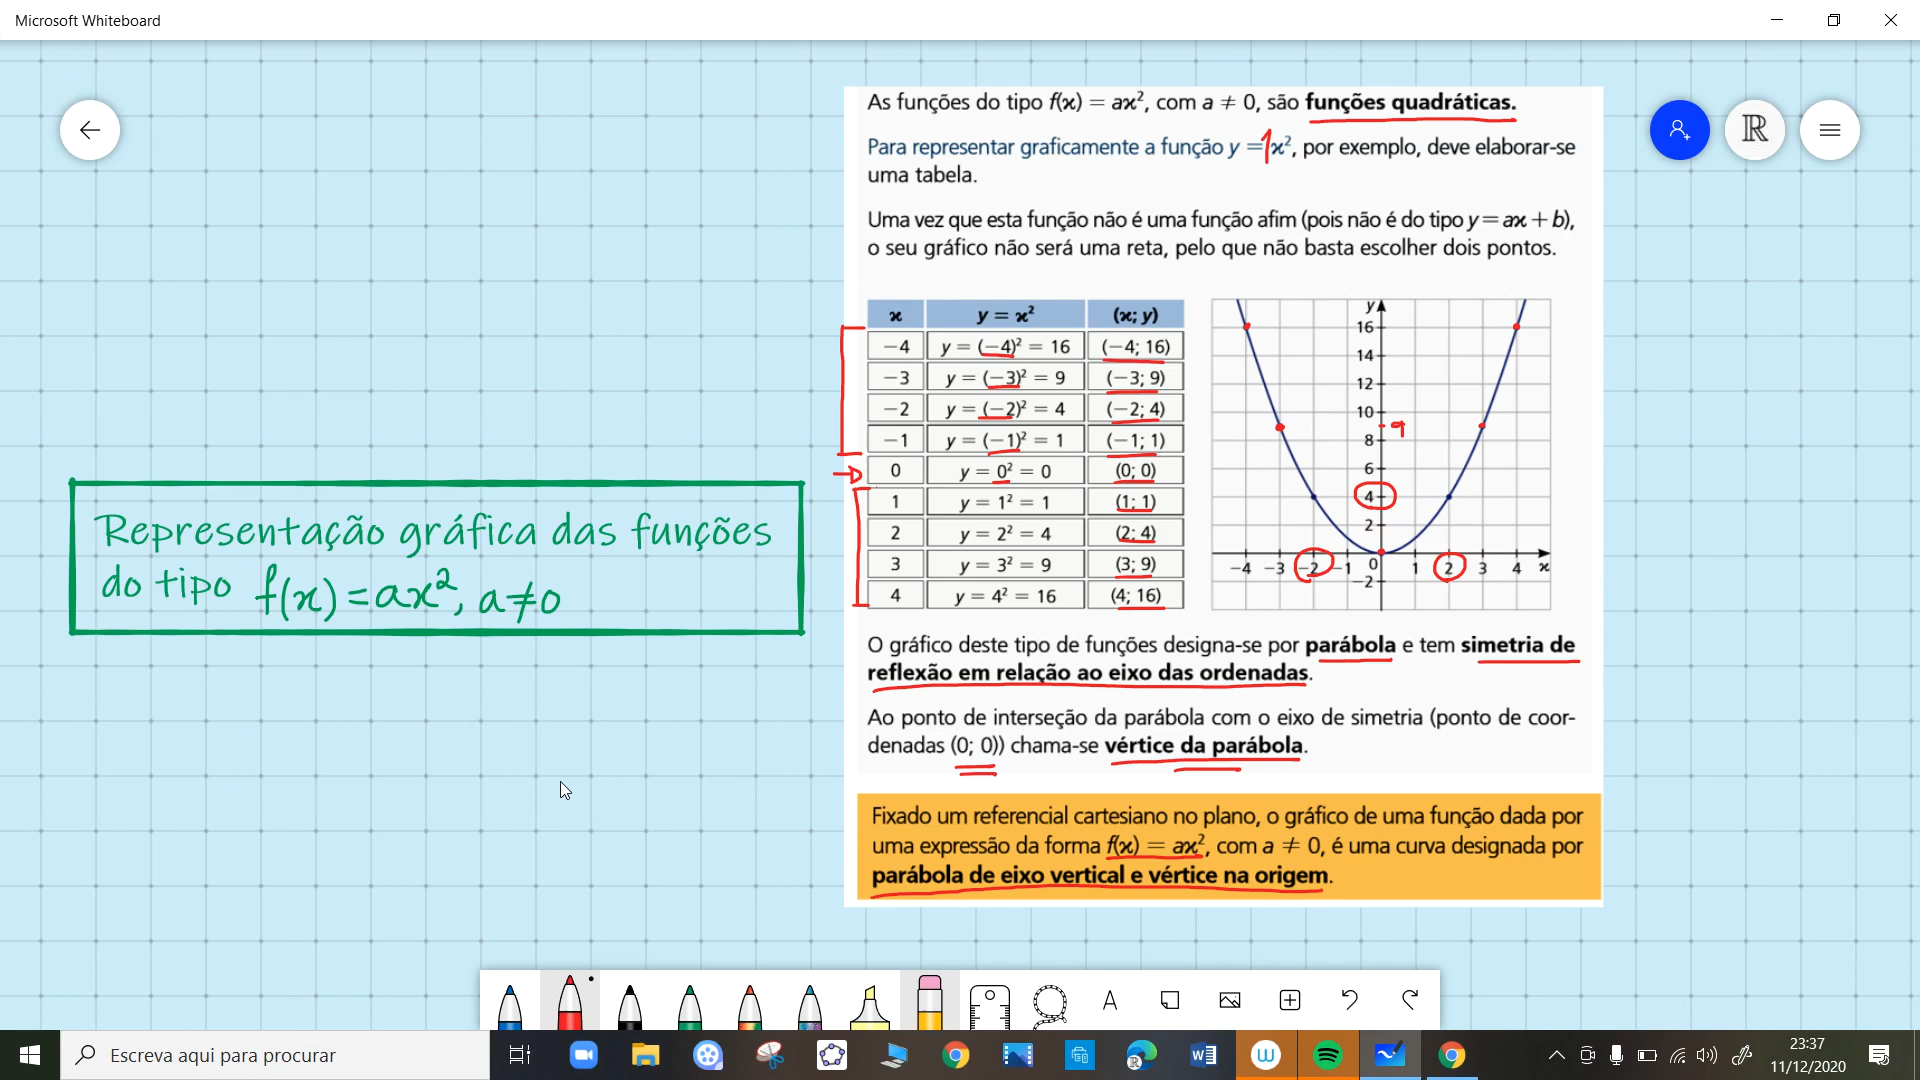 Microsoft Whiteboard
As funções do tipo f(x) = ax², com a ≠ 0, são funções quadráticas.
Para representar graficamente a função y = 1x², por exemplo, deve elaborar-se
uma tabela.
Uma vez que esta função não é uma função afim (pois não é do tipo y = ax + b),
o seu gráfico não será uma reta, pelo que não basta escolher dois pontos.
x y = x² (x; y)
−4 y = (−4)² = 16 (−4; 16)
−3 y = (−3)² = 9 (−3; 9)
−2 y = (−2)² = 4 (−2; 4)
−1 y = (−1)² = 1 (−1; 1)
0 y = 0² = 0 (0; 0)
1 y = 1² = 1 (1; 1)
2 y = 2² = 4 (2; 4)
3 y = 3² = 9 (3; 9)
4 y = 4² = 16 (4; 16)
y
16
14
12
10
9
8
6
4
2
−4 −3 −2 −1 0 1 2 3 4 x
−2
Representação gráfica das funções
do tipo f(x) = ax², a≠0
O gráfico deste tipo de funções designa-se por parábola e tem simetria de
reflexão em relação ao eixo das ordenadas.
Ao ponto de interseção da parábola com o eixo de simetria (ponto de coor-
denadas (0; 0)) chama-se vértice da parábola.
Fixado um referencial cartesiano no plano, o gráfico de uma função dada por
uma expressão da forma f(x) = ax², com a ≠ 0, é uma curva designada por
parábola de eixo vertical e vértice na origem.
Escreva aqui para procurar
23:37
11/12/2020